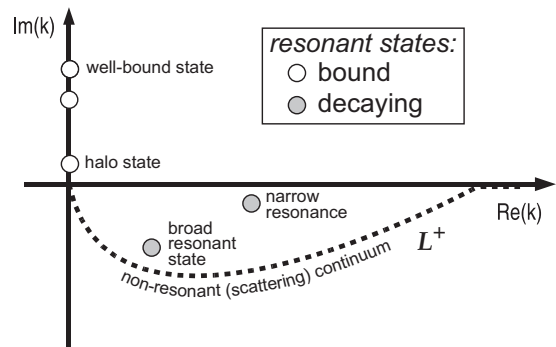 Im(k)
resonant states:
bound
decaying
well-bound state
halo state
narrow
resonance
Re(k)
broad
resonant
state
L+
non-resonant (scattering) continuum